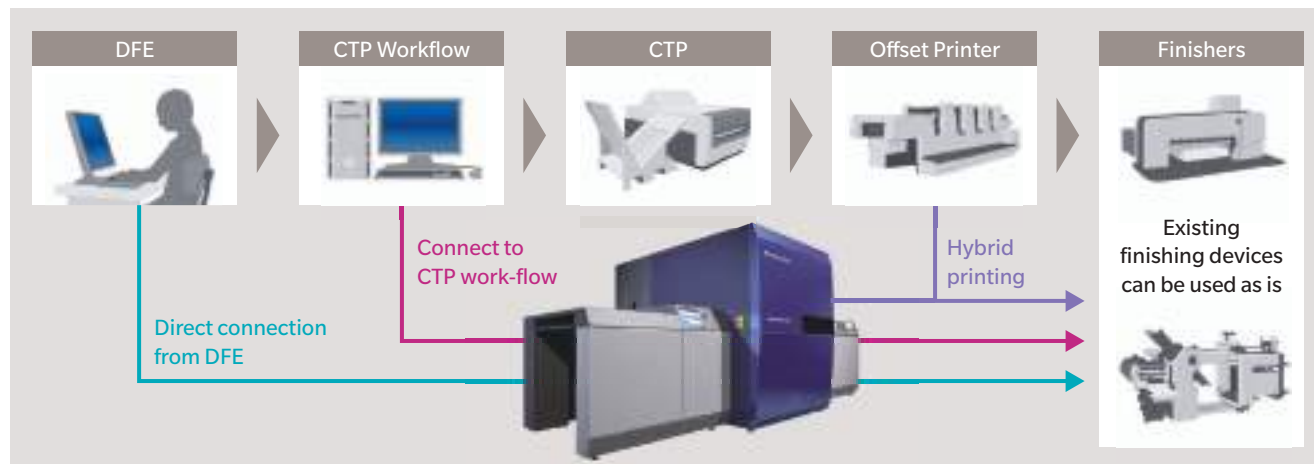 DFE
CTP Workflow
CTP
Offset Printer
Finishers
Connect to
CTP work-flow
Hybrid
printing
Existing
finishing devices
can be used as is
Direct connection
from DFE